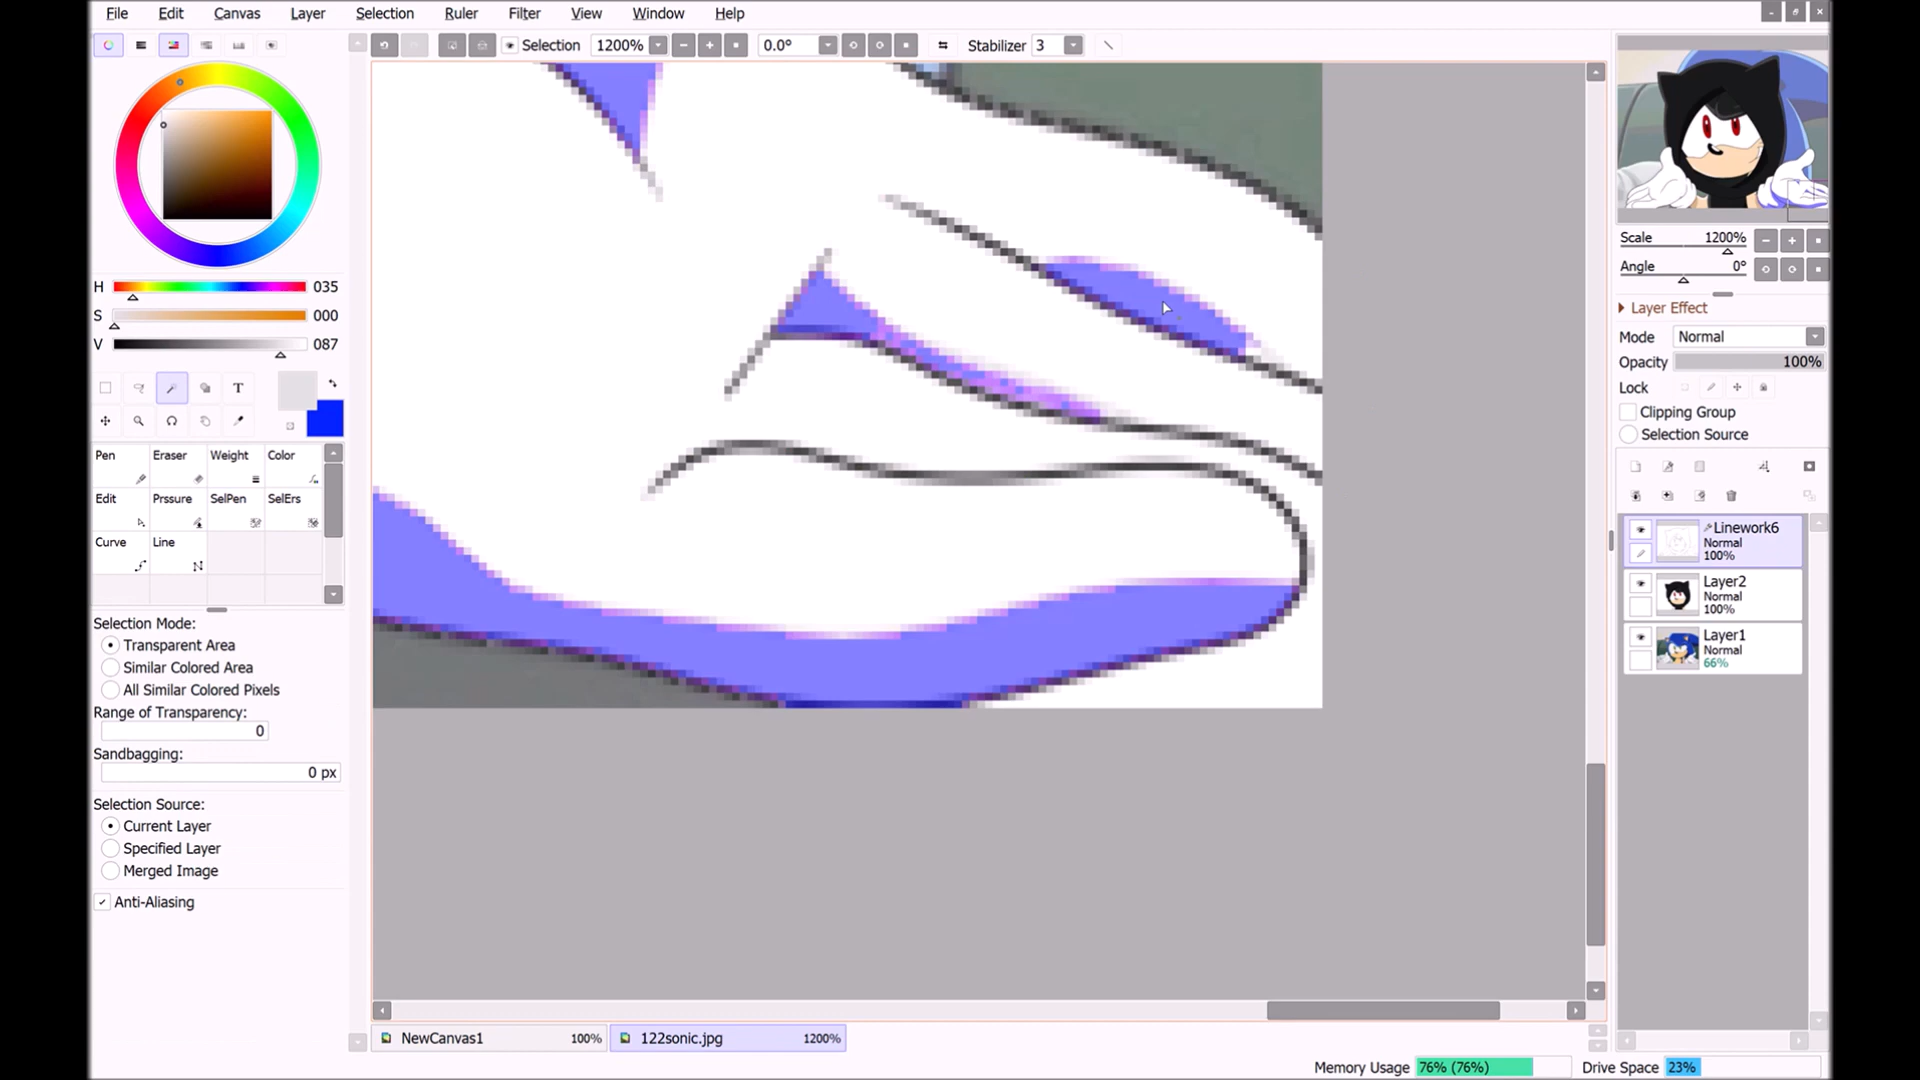 File Edit Canvas Layer Selection Ruler Filter View Window Help
Selection 1200% 0.0° Stabilizer 3
H 035
S 000
V 087
T
Pen Eraser Weight Color
Edit Prssure SelPen SelErs
Curve Line
Selection Mode:
Transparent Area
Similar Colored Area
All Similar Colored Pixels
Range of Transparency:
0
Sandbagging:
0 px
Selection Source:
Current Layer
Specified Layer
Merged Image
Anti-Aliasing
Scale 1200%
Angle 0°
Layer Effect
Mode Normal
Opacity 100%
Lock
Clipping Group
Selection Source
Linework6
Normal
100%
Layer2
Normal
100%
Layer1
Normal
66%
NewCanvas1 100% 122sonic.jpg 1200%
Memory Usage 76% (76%) Drive Space 23%